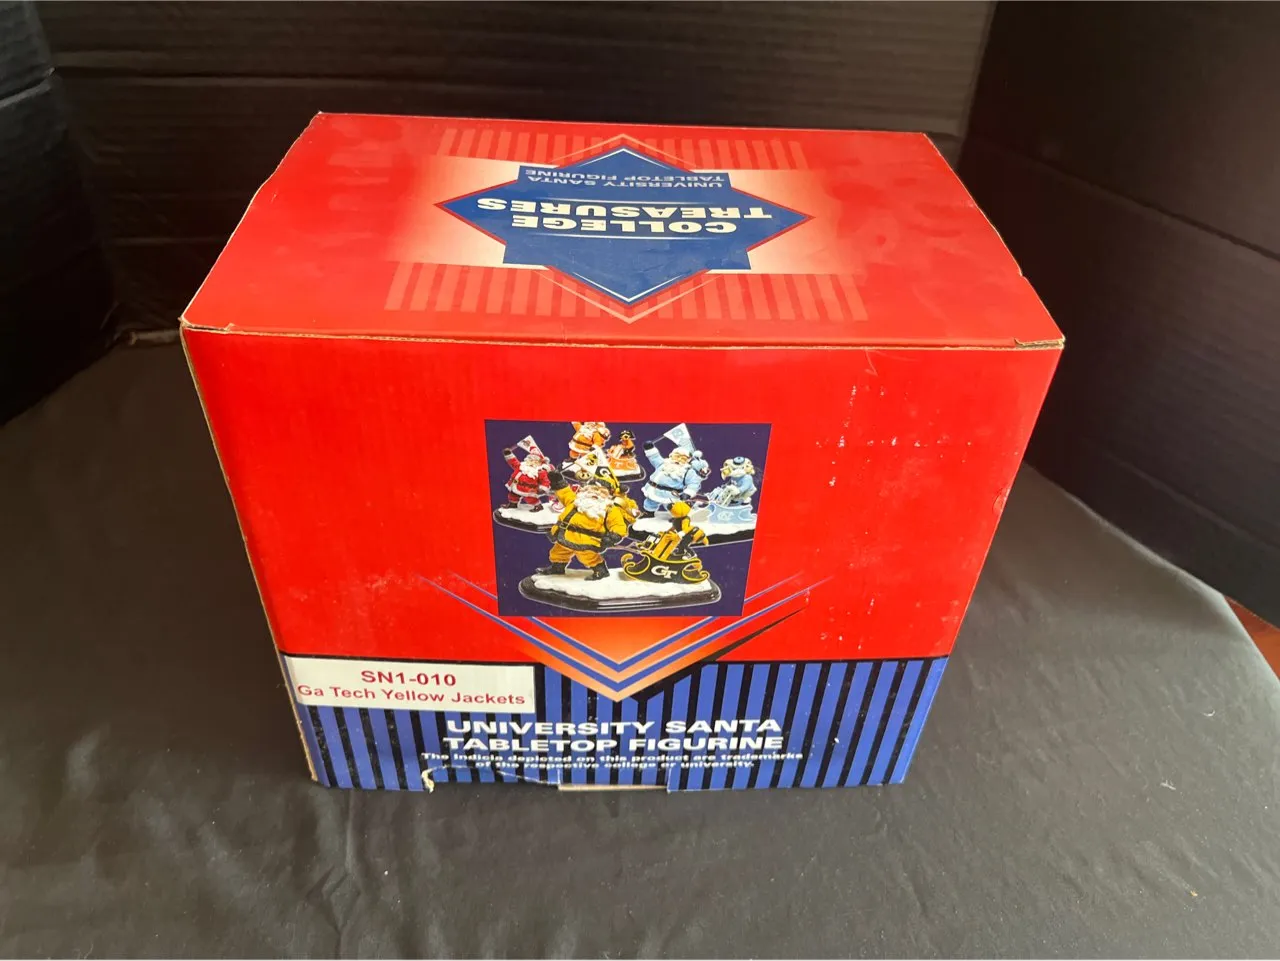 COLLEGE
TREASURES
UNIVERSITY SANTA
TABLETOP FIGURINE
GT
SN1-010
Ga Tech Yellow Jackets
UNIVERSITY SANTA
TABLETOP FIGURINE
The indicia depicted on this product are trademarks
of the respective college or university.